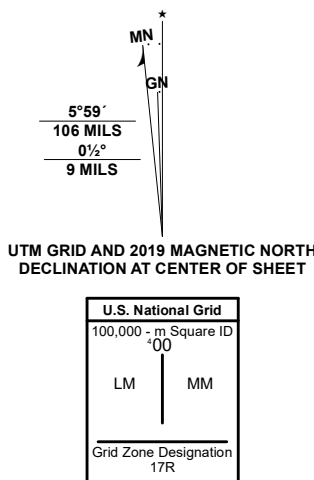 ★
MN
GN
5°59´
106 MILS
0½°
9 MILS
UTM GRID AND 2019 MAGNETIC NORTH
DECLINATION AT CENTER OF SHEET
U.S. National Grid
100,000 - m Square ID
⁴00
LM MM
Grid Zone Designation
17R